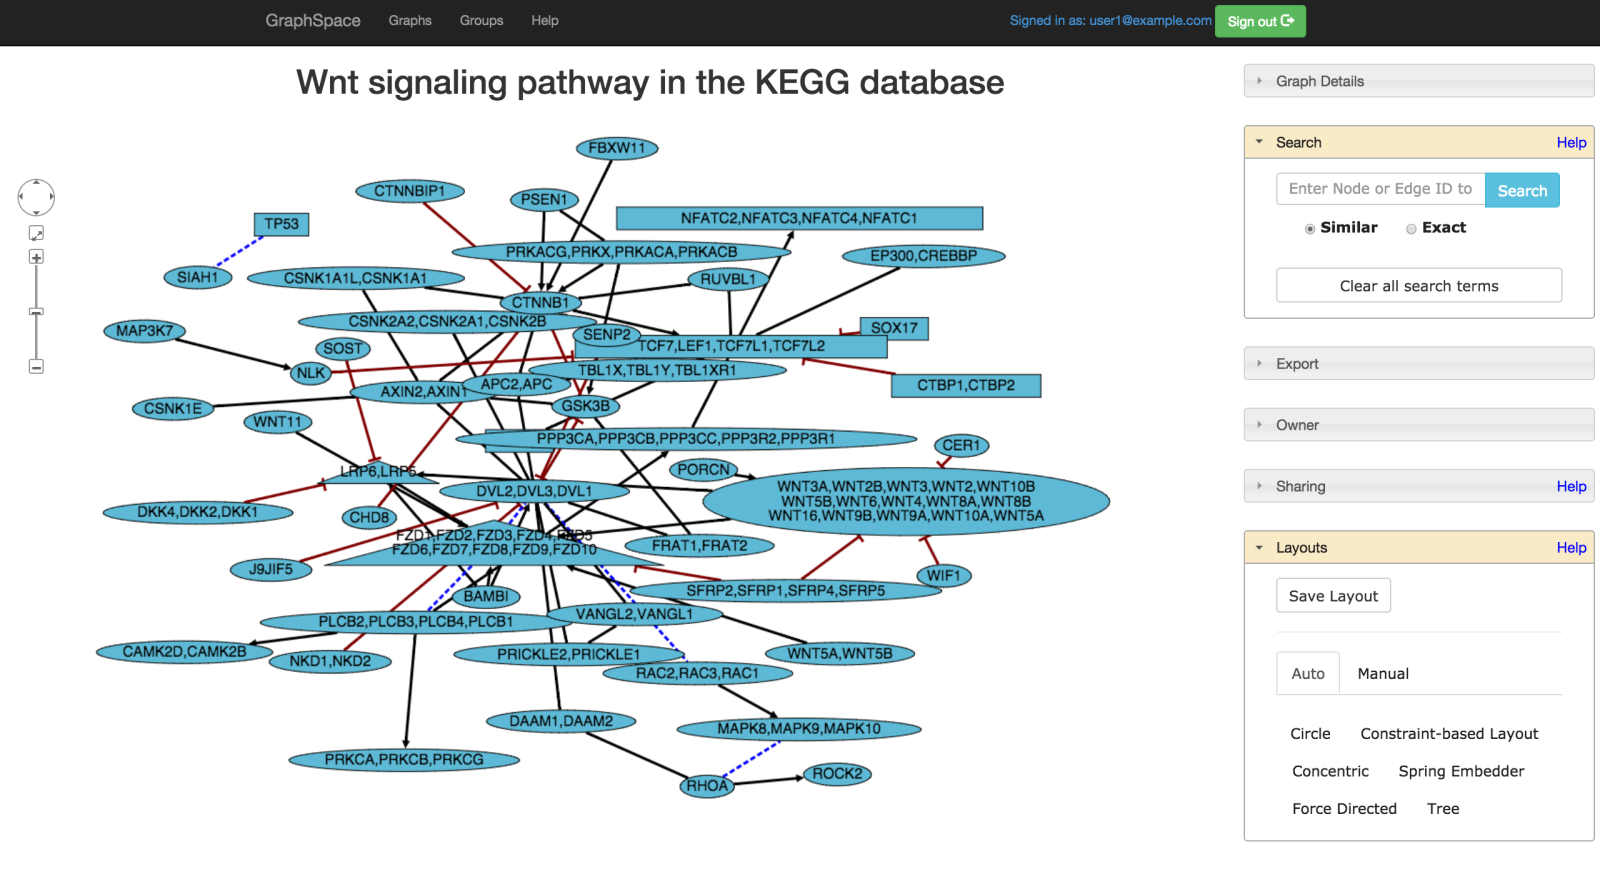 GraphSpace Graphs Groups Help Signed in as: user1@example.com Sign out
Wnt signaling pathway in the KEGG database
Graph Details
Search Help
Enter Node or Edge ID to Search
Similar Exact
Clear all search terms
Export
Owner
Sharing Help
Layouts Help
Save Layout
Auto Manual
Circle Constraint-based Layout
Concentric Spring Embedder
Force Directed Tree
FBXW11
CTNNBIP1
PSEN1
NFATC2,NFATC3,NFATC4,NFATC1
TP53
PRKACG,PRKX,PRKACA,PRKACB
EP300,CREBBP
SIAH1
CSNK1A1L,CSNK1A1
RUVBL1
CTNNB1
CSNK2A2,CSNK2A1,CSNK2B
MAP3K7
SENP2
SOX17
SOST
TCF7,LEF1,TCF7L1,TCF7L2
NLK
TBL1X,TBL1Y,TBL1XR1
AXIN2,AXIN1
APC2,APC
CTBP1,CTBP2
CSNK1E
GSK3B
WNT11
PPP3CA,PPP3CB,PPP3CC,PPP3R2,PPP3R1
CER1
LRP6,LRP5
PORCN
DVL2,DVL3,DVL1
WNT3A,WNT2B,WNT3,WNT2,WNT10B
WNT5B,WNT6,WNT4,WNT8A,WNT8B
WNT16,WNT9B,WNT9A,WNT10A,WNT5A
DKK4,DKK2,DKK1
CHD8
FZD1,FZD2,FZD3,FZD4,FZD5
FZD6,FZD7,FZD8,FZD9,FZD10
FRAT1,FRAT2
J9JIF5
WIF1
BAMBI
SFRP2,SFRP1,SFRP4,SFRP5
PLCB2,PLCB3,PLCB4,PLCB1
VANGL2,VANGL1
CAMK2D,CAMK2B
NKD1,NKD2
PRICKLE2,PRICKLE1
WNT5A,WNT5B
RAC2,RAC3,RAC1
DAAM1,DAAM2
MAPK8,MAPK9,MAPK10
PRKCA,PRKCB,PRKCG
RHOA
ROCK2